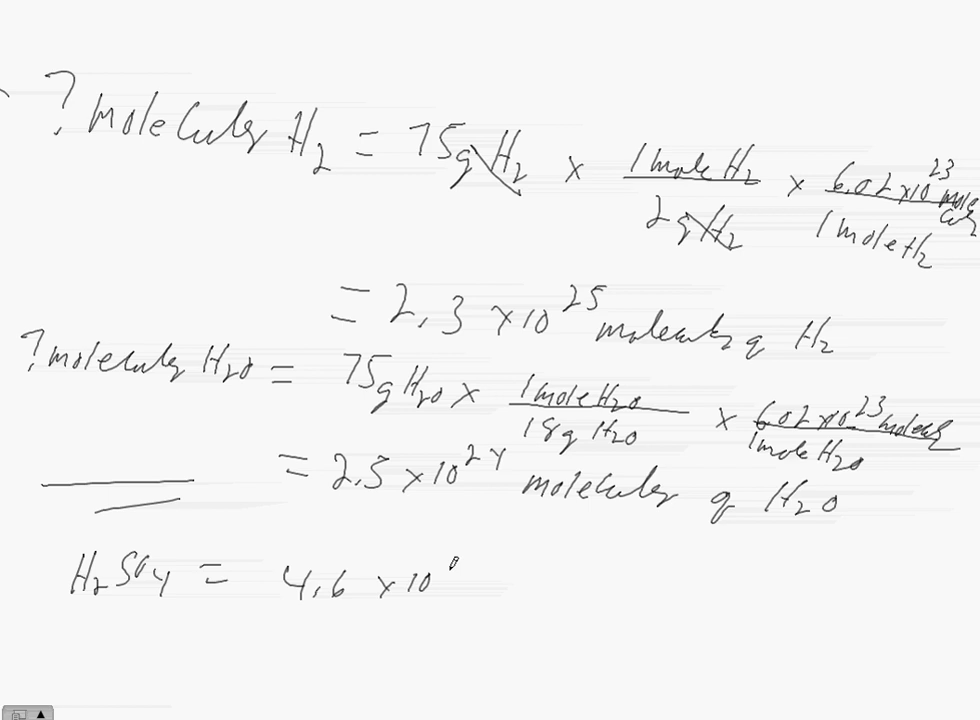 ? molecules H2 = 75g H2 × 1 mole H2 / 2 g H2 × 6.02 ×10^23 molecules / 1 mole H2
= 2.3 ×10^25 molecules of H2
? molecules H2O = 75g H2O × 1 mole H2O / 18g H2O × 6.02 ×10^23 molecules / 1 mole H2O
= 2.5 ×10^24 molecules of H2O
H2SO4 = 4.6 ×10